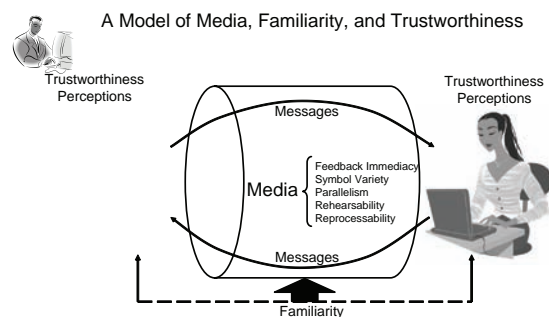 A Model of Media, Familiarity, and Trustworthiness
Trustworthiness
Perceptions
Trustworthiness
Perceptions
Messages
Media
Feedback Immediacy
Symbol Variety
Parallelism
Rehearsability
Reprocessability
Messages
Familiarity